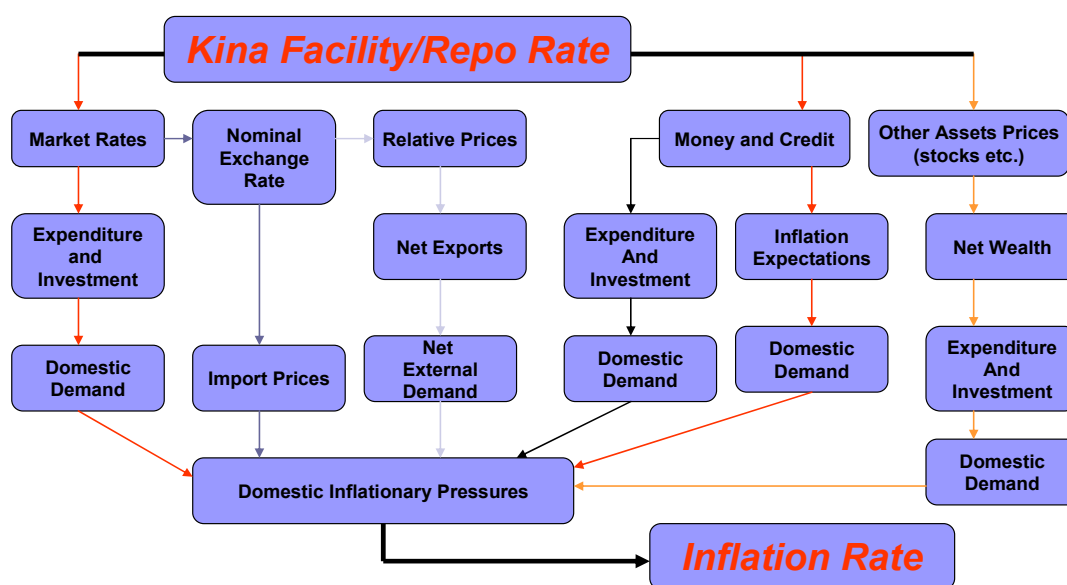 Kina Facility/Repo Rate
Market Rates
Nominal
Exchange
Rate
Relative Prices
Money and Credit
Other Assets Prices
(stocks etc.)
Expenditure
and
Investment
Net Exports
Expenditure
And
Investment
Inflation
Expectations
Net Wealth
Domestic
Demand
Import Prices
Net
External
Demand
Domestic
Demand
Domestic
Demand
Expenditure
And
Investment
Domestic
Demand
Domestic Inflationary Pressures
Inflation Rate